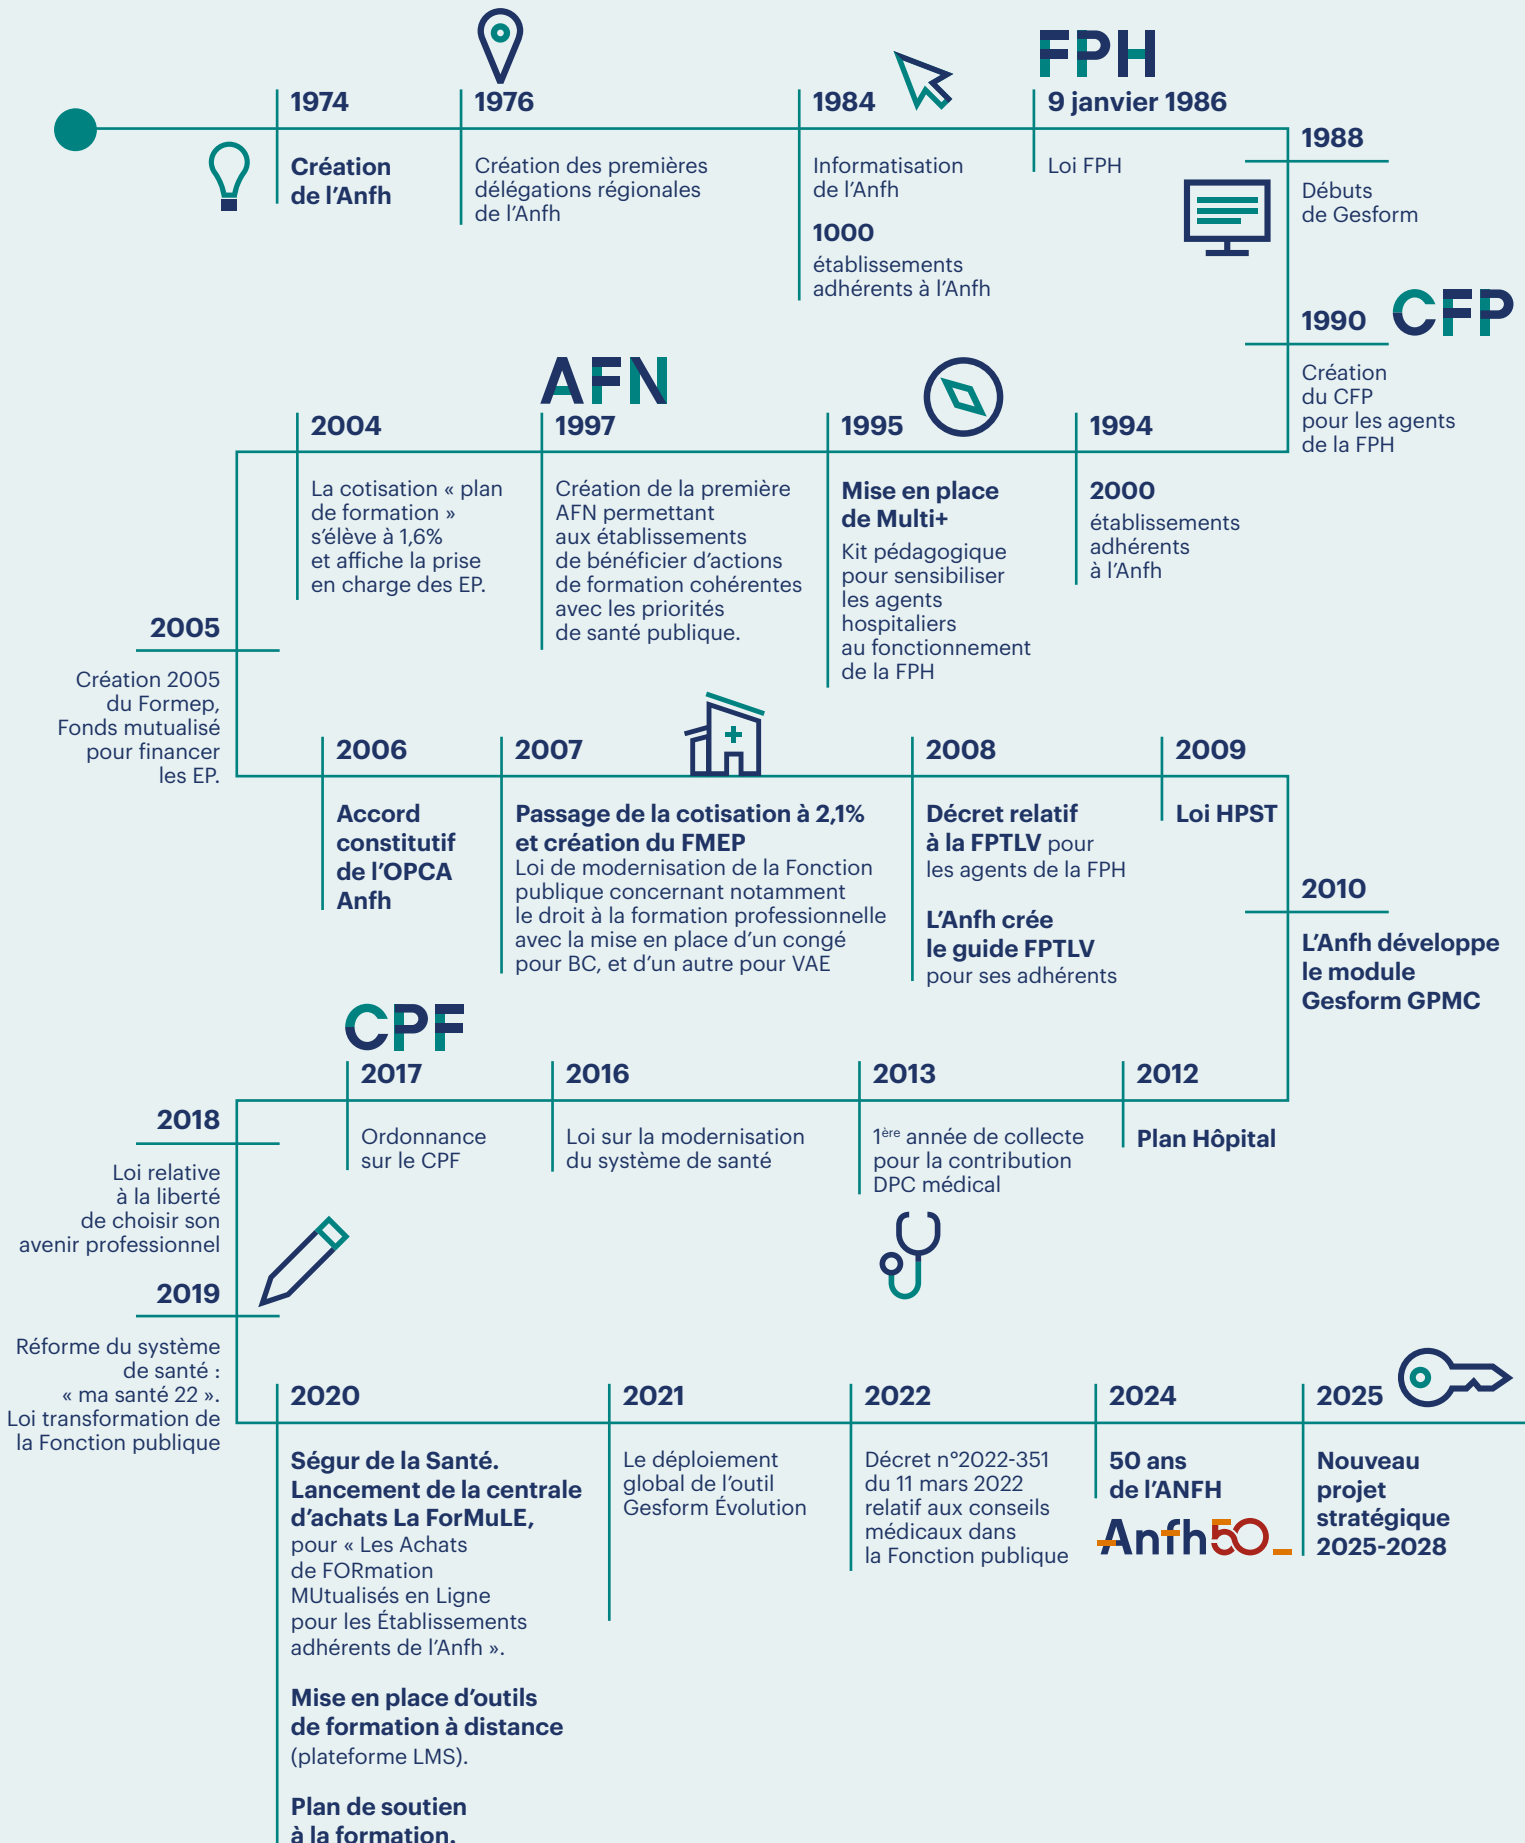 FPH
1974
1976
1984
9 janvier 1986
Création
de l'Anfh
Création des premières
délégations régionales
de l'Anfh
Informatisation
de l'Anfh
1000
établissements
adhérents à l'Anfh
Loi FPH
1988
Débuts
de Gesform
CFP
1990
Création
du CFP
pour les agents
de la FPH
1994
2000
établissements
adhérents
à l'Anfh
1995
Mise en place
de Multi+
Kit pédagogique
pour sensibiliser
les agents
hospitaliers
au fonctionnement
de la FPH
AFN
1997
Création de la première
AFN permettant
aux établissements
de bénéficier d'actions
de formation cohérentes
avec les priorités
de santé publique.
2004
La cotisation « plan
de formation »
s'élève à 1,6%
et affiche la prise
en charge des EP.
2005
Création 2005
du Formep,
Fonds mutualisé
pour financer
les EP.
2006
Accord
constitutif
de l'OPCA
Anfh
2007
Passage de la cotisation à 2,1%
et création du FMEP
Loi de modernisation de la Fonction
publique concernant notamment
le droit à la formation professionnelle
avec la mise en place d'un congé
pour BC, et d'un autre pour VAE
2008
Décret relatif
à la FPTLV pour
les agents de la FPH
L'Anfh crée
le guide FPTLV
pour ses adhérents
2009
Loi HPST
2010
L'Anfh développe
le module
Gesform GPMC
2012
Plan Hôpital
2013
1ère année de collecte
pour la contribution
DPC médical
2016
Loi sur la modernisation
du système de santé
CPF
2017
Ordonnance
sur le CPF
2018
Loi relative
à la liberté
de choisir son
avenir professionnel
2019
Réforme du système
de santé :
« ma santé 22 ».
Loi transformation de
la Fonction publique
2020
Ségur de la Santé.
Lancement de la centrale
d'achats La ForMuLE,
pour « Les Achats
de FORmation
MUtualisés en Ligne
pour les Établissements
adhérents de l'Anfh ».
Mise en place d'outils
de formation à distance
(plateforme LMS).
Plan de soutien
à la formation.
2021
Le déploiement
global de l'outil
Gesform Évolution
2022
Décret n°2022-351
du 11 mars 2022
relatif aux conseils
médicaux dans
la Fonction publique
2024
50 ans
de l'ANFH
Anfh50_
2025
Nouveau
projet
stratégique
2025-2028